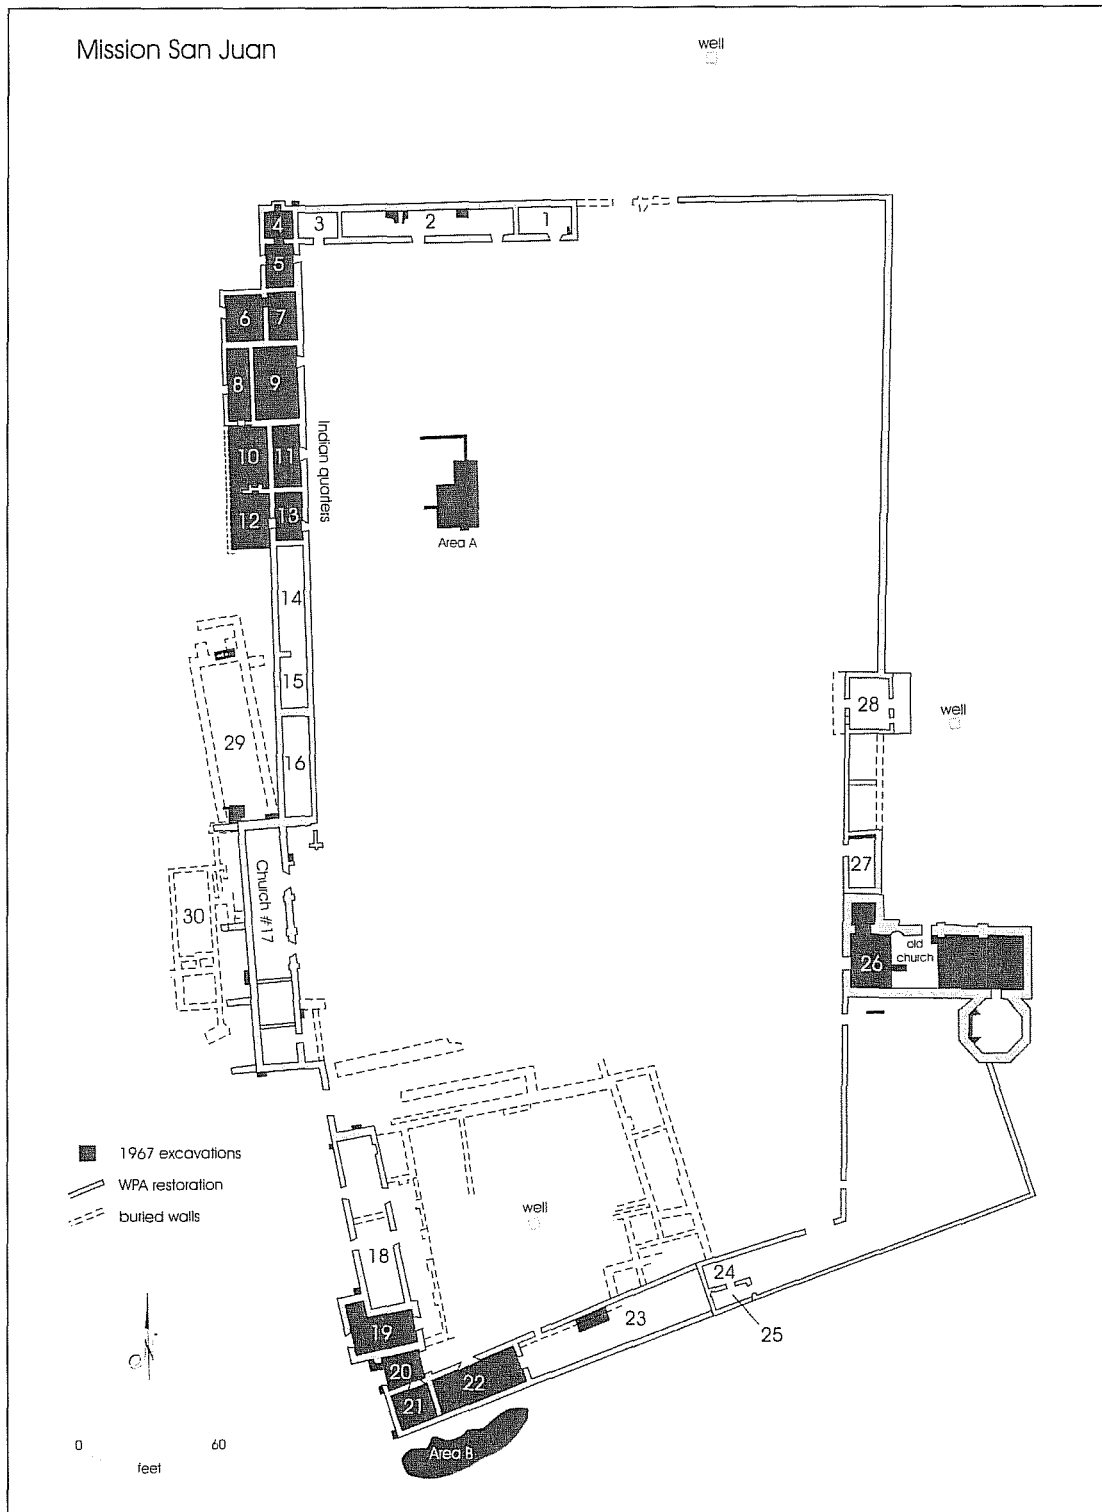 Mission San Juan
well
4
3
2
1
5
6
7
8
9
Indian quarters
10
11
12
13
Area A
14
15
28
well
29
16
27
Church #17
30
26
old
church
1967 excavations
WPA restoration
buried walls
well
18
24
23
25
19
20
22
21
Area B
0
60
feet